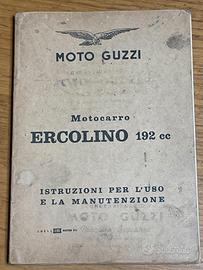 MOTO GUZZI
Motocarro
ERCOLINO 192 cc
ISTRUZIONI PER L'USO
E LA MANUTENZIONE
MOTO GUZZI